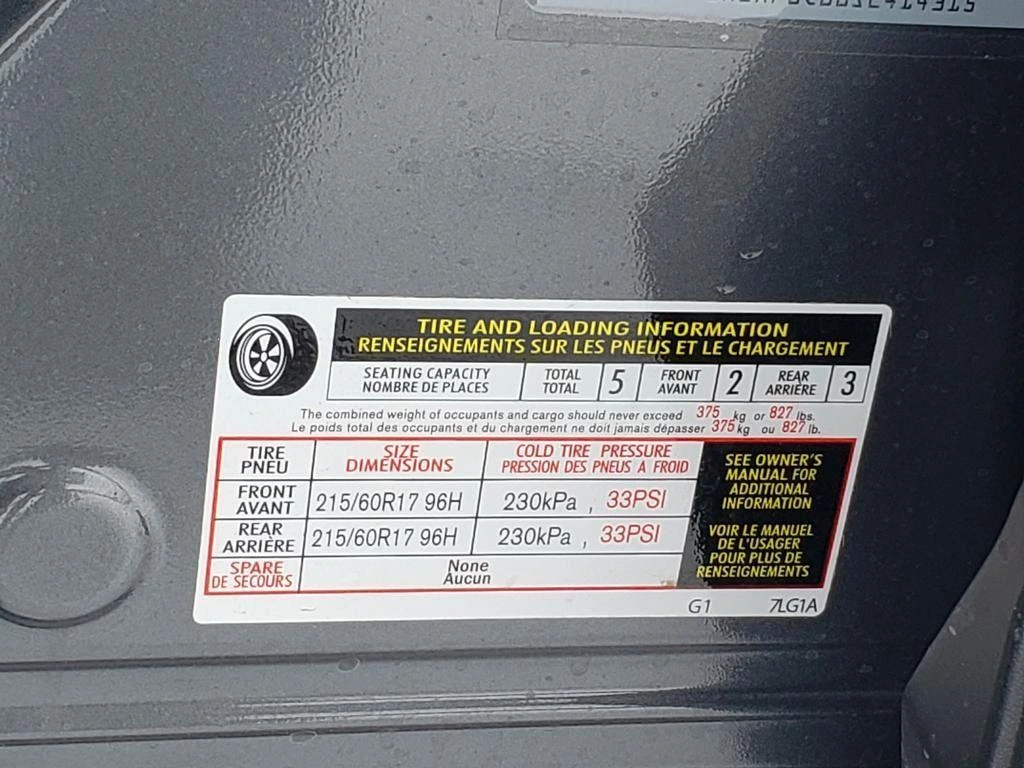 TIRE AND LOADING INFORMATION
RENSEIGNEMENTS SUR LES PNEUS ET LE CHARGEMENT
SEATING CAPACITY
NOMBRE DE PLACES
TOTAL
TOTAL
5
FRONT
AVANT
2
REAR
ARRIÈRE
3
The combined weight of occupants and cargo should never exceed 375 kg or 827 lbs.
Le poids total des occupants et du chargement ne doit jamais dépasser 375 kg ou 827 lb.
TIRE
PNEU
SIZE
DIMENSIONS
COLD TIRE PRESSURE
PRESSION DES PNEUS A FROID
FRONT
AVANT
215/60R17 96H
230kPa , 33PSI
REAR
ARRIÈRE
215/60R17 96H
230kPa , 33PSI
SPARE
DE SECOURS
None
Aucun
SEE OWNER'S
MANUAL FOR
ADDITIONAL
INFORMATION
VOIR LE MANUEL
DE L'USAGER
POUR PLUS DE
RENSEIGNEMENTS
G1 7LG1A